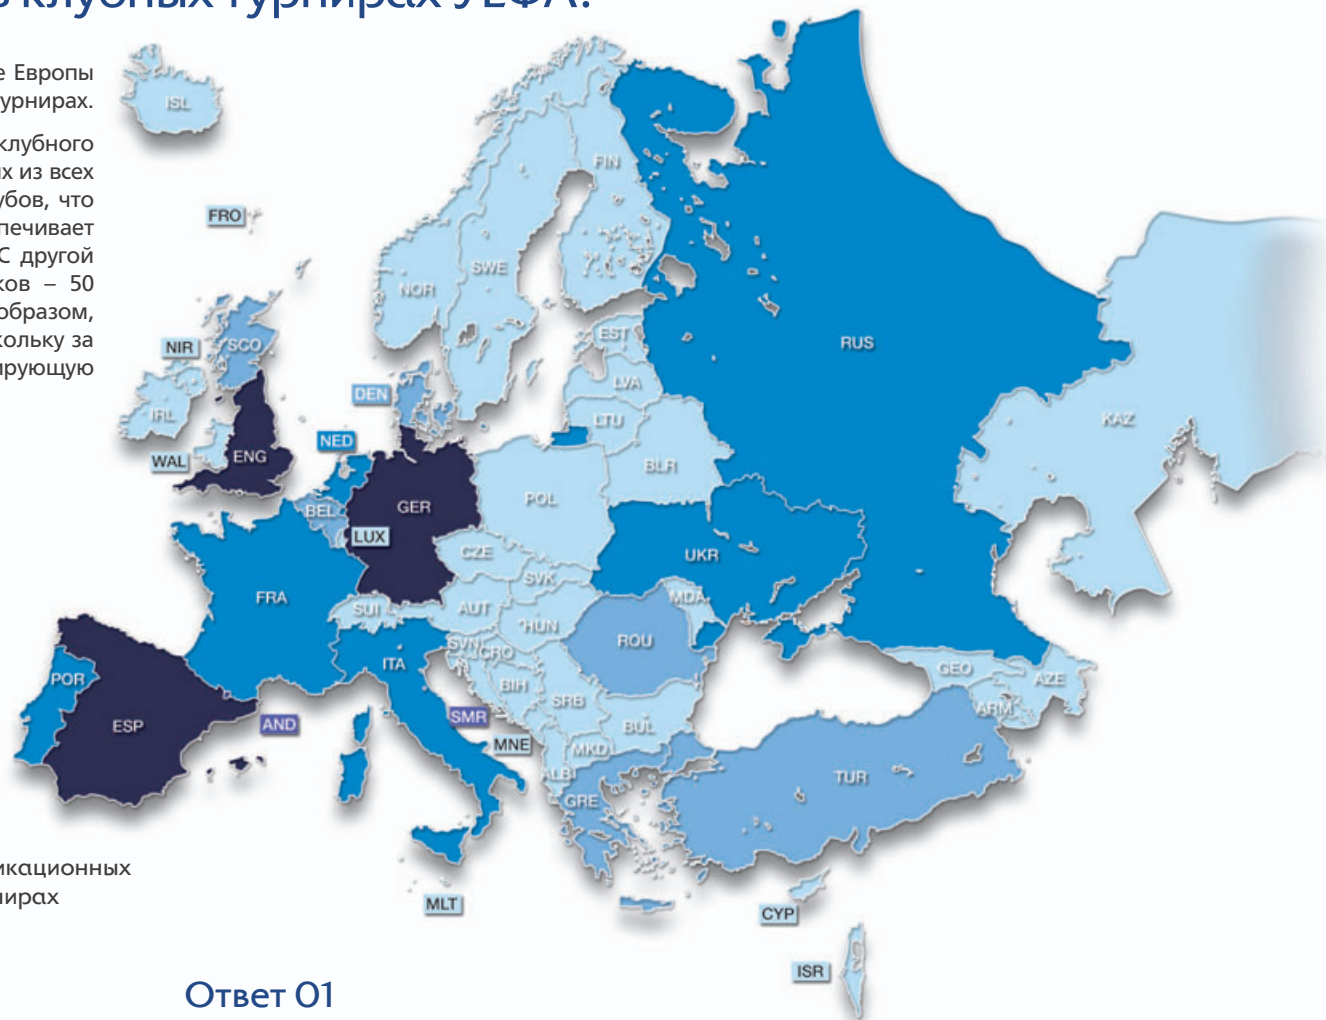 в клубных турнирах УЕФА?
е Европы
урнирах.
клубного
х из всех
убов, что
печивает
С другой
ков – 50
образом,
кольку за
ирующую
ISL
FRO
FIN
SWE
NOR
RUS
EST
NIR
SCO
LVA
DEN
IRL
LTU
KAZ
NED
WAL
ENG
BLR
POL
GER
BEL
LUX
CZE
UKR
SVK
FRA
MDA
SUI
AUT
HUN
ROU
SVN
CRO
ITA
GEO
POR
BIH
AZE
SRB
ARM
SMR
AND
ESP
BUL
MNE
MKD
ALB
TUR
GRE
икационных
нирах
MLT
CYP
ISR
Ответ 01